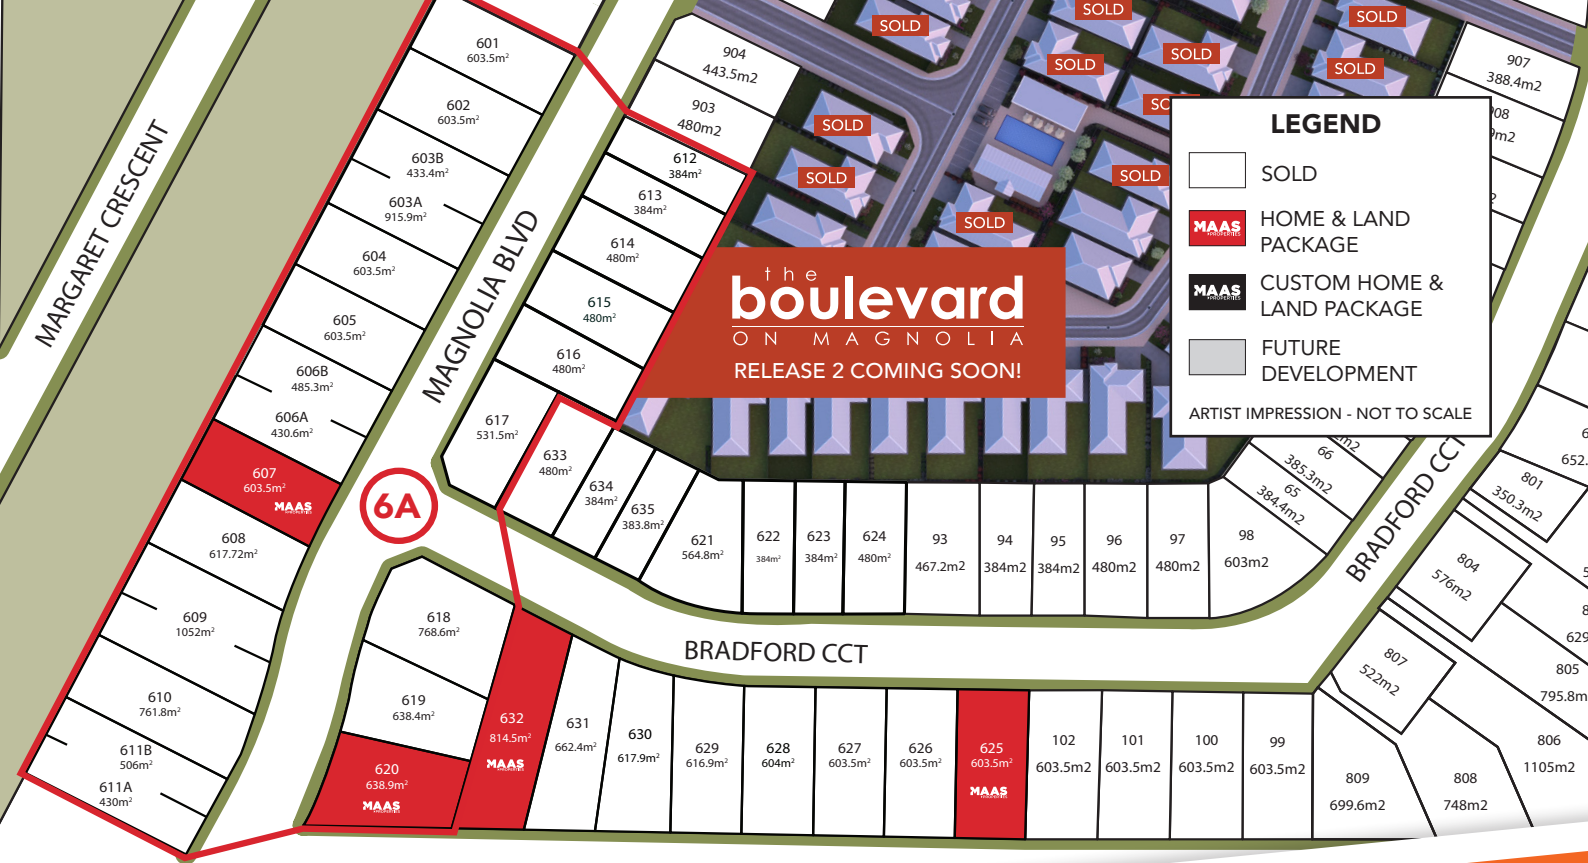 601
603.5m²
602
603.5m²
603B
433.4m²
603A
915.9m²
604
603.5m²
605
603.5m²
606B
485.3m²
606A
430.6m²
607
603.5m²
MAAS
PROPERTIES
608
617.72m²
609
1052m²
610
761.8m²
611B
506m²
611A
430m²
MARGARET CRESCENT
MAGNOLIA BLVD
6A
904
443.5m2
903
480m2
612
384m²
613
384m²
614
480m²
615
480m²
616
480m²
617
531.5m²
633
480m²
634
384m²
635
383.8m²
621
564.8m²
622
384m²
623
384m²
624
480m²
93
467.2m2
94
384m2
95
384m2
96
480m2
97
480m2
98
603m2
65
384.4m2
66
385.3m2
SOLD
SOLD
SOLD
SOLD
SOLD
SOLD
SOLD
SOLD
SOLD
SOLD
SOLD
the
boulevard
ON MAGNOLIA
RELEASE 2 COMING SOON!
LEGEND
SOLD
MAAS
PROPERTIES
HOME & LAND
PACKAGE
MAAS
PROPERTIES
CUSTOM HOME &
LAND PACKAGE
FUTURE
DEVELOPMENT
ARTIST IMPRESSION - NOT TO SCALE
907
388.4m2
BRADFORD CCT
BRADFORD CCT
801
350.3m2
804
576m2
807
522m2
805
795.8m
806
1105m2
808
748m2
809
699.6m2
618
768.6m²
619
638.4m²
620
638.9m²
MAAS
PROPERTIES
632
814.5m²
MAAS
PROPERTIES
631
662.4m²
630
617.9m²
629
616.9m²
628
604m²
627
603.5m²
626
603.5m²
625
603.5m²
MAAS
PROPERTIES
102
603.5m2
101
603.5m2
100
603.5m2
99
603.5m2